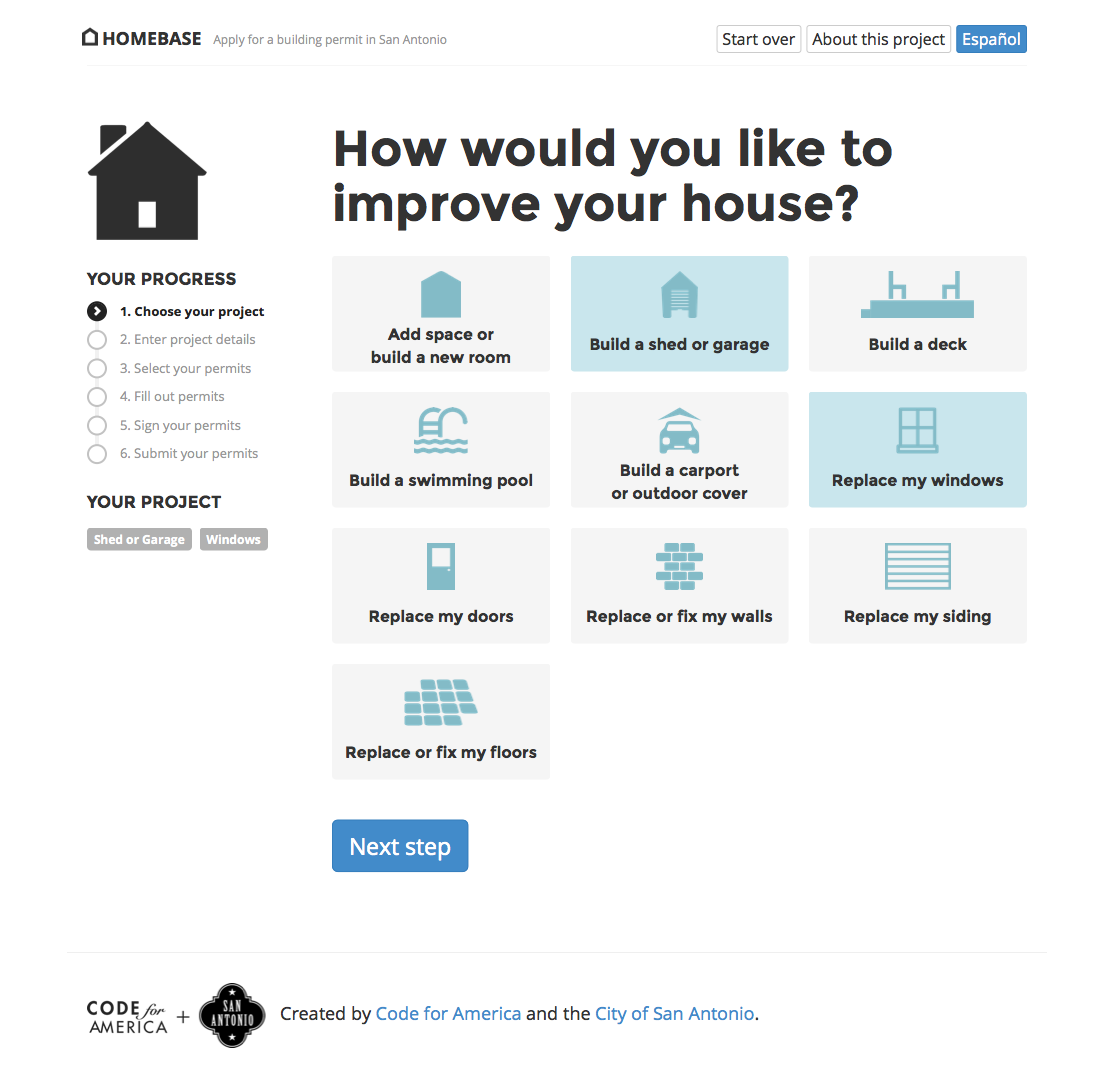 HOMEBASE Apply for a building permit in San Antonio
Start over About this project Español
How would you like to
improve your house?
YOUR PROGRESS
1. Choose your project
2. Enter project details
3. Select your permits
4. Fill out permits
5. Sign your permits
6. Submit your permits
YOUR PROJECT
Shed or Garage Windows
Add space or
build a new room
Build a shed or garage
Build a deck
Build a swimming pool
Build a carport
or outdoor cover
Replace my windows
Replace my doors
Replace or fix my walls
Replace my siding
Replace or fix my floors
Next step
CODE for
AMERICA
+
SAN
ANTONIO
Created by Code for America and the City of San Antonio.